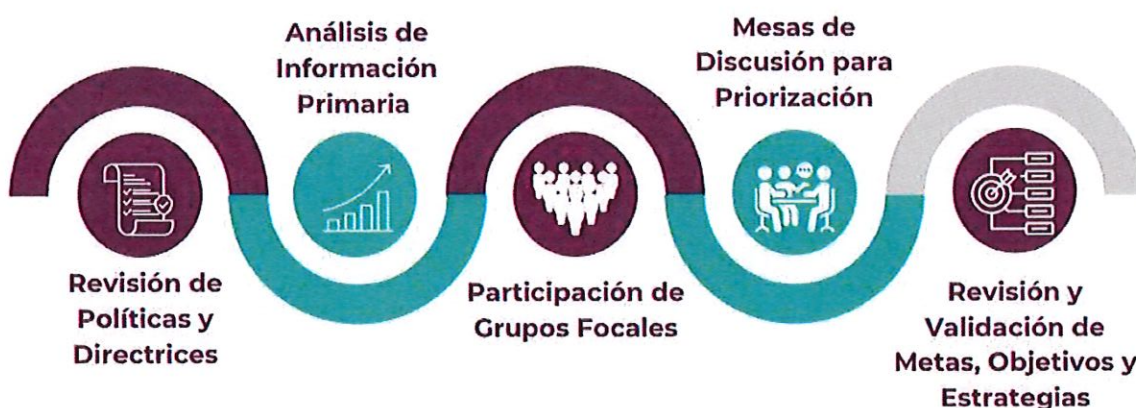 Revisión de
Políticas y
Directrices
Análisis de
Información
Primaria
Participación de
Grupos Focales
Mesas de
Discusión para
Priorización
Revisión y
Validación de
Metas, Objetivos y
Estrategias